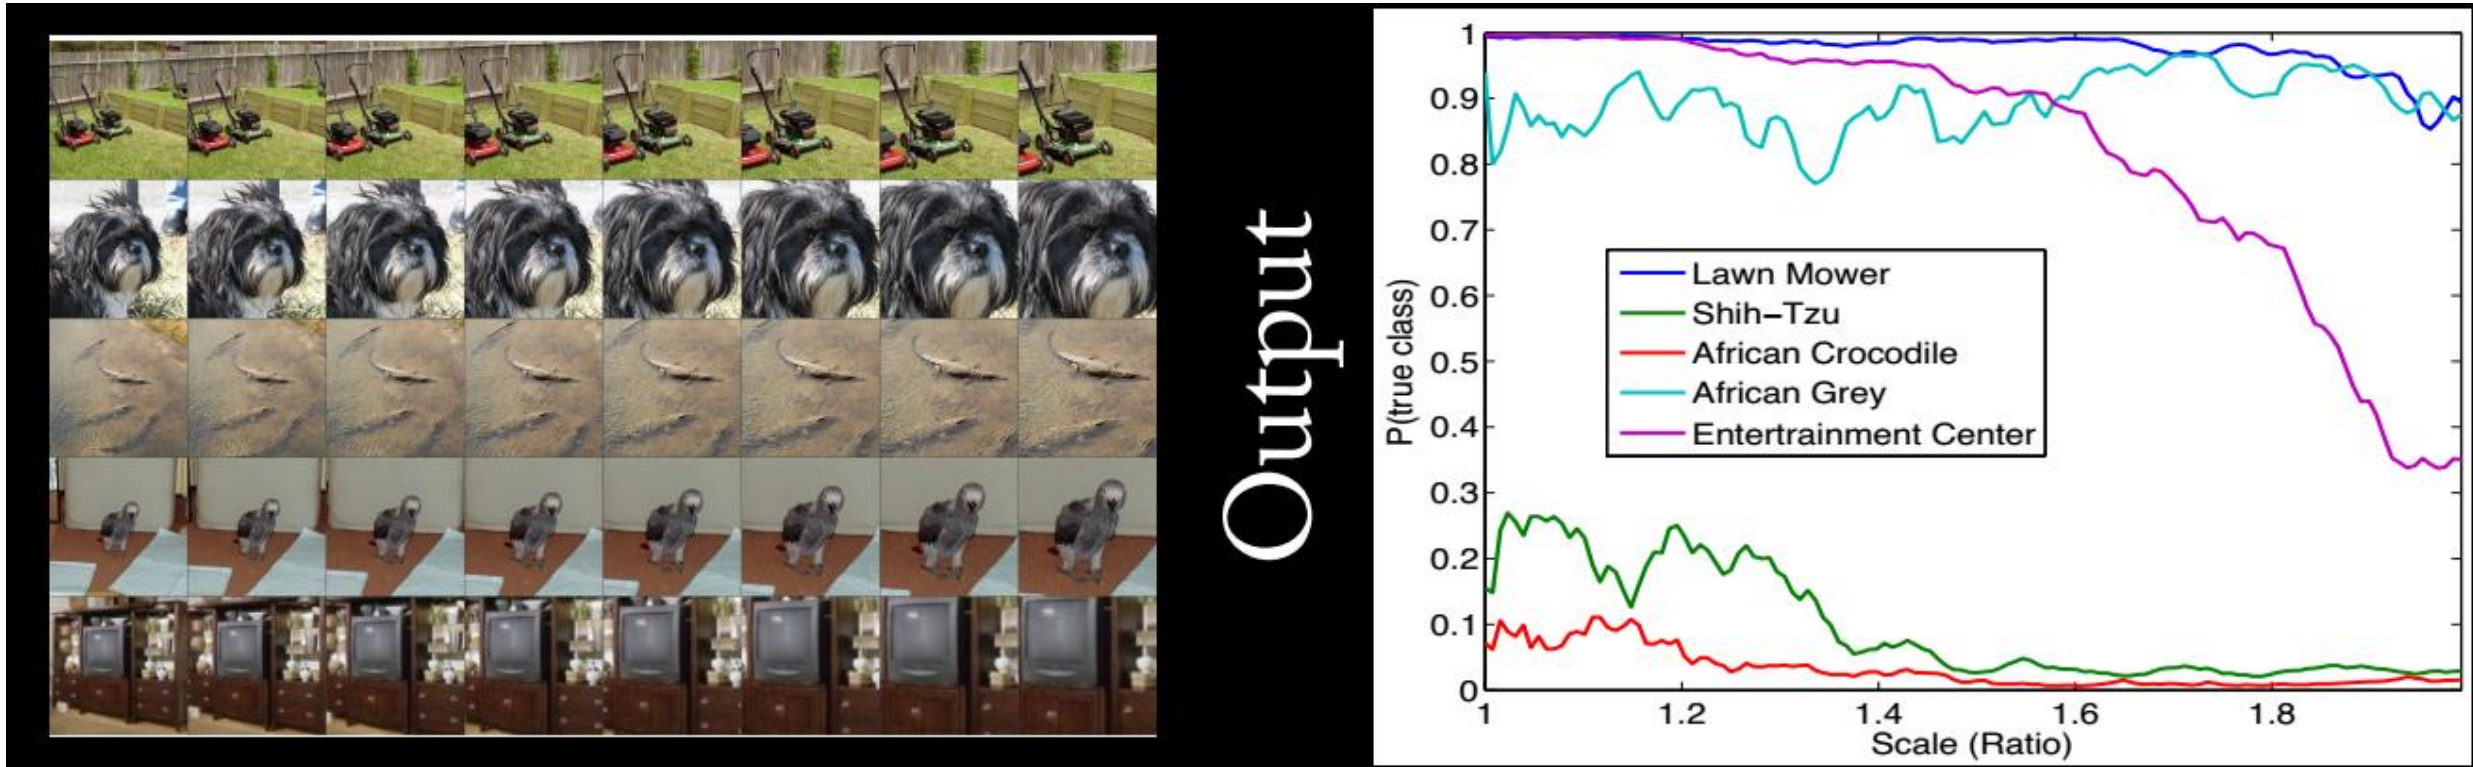 Output
1
0.9
0.8
0.7
0.6
0.5
0.4
0.3
0.2
0.1
0
P(true class)
Lawn Mower
Shih−Tzu
African Crocodile
African Grey
Entertrainment Center
1
1.2
1.4
1.6
1.8
Scale (Ratio)